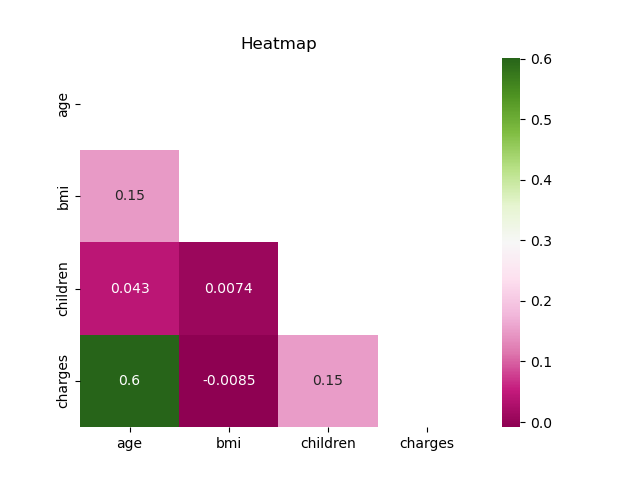 Heatmap
age
bmi
children
charges
0.15
0.043 0.0074
0.6 -0.0085 0.15
age bmi children charges
0.6
0.5
0.4
0.3
0.2
0.1
0.0